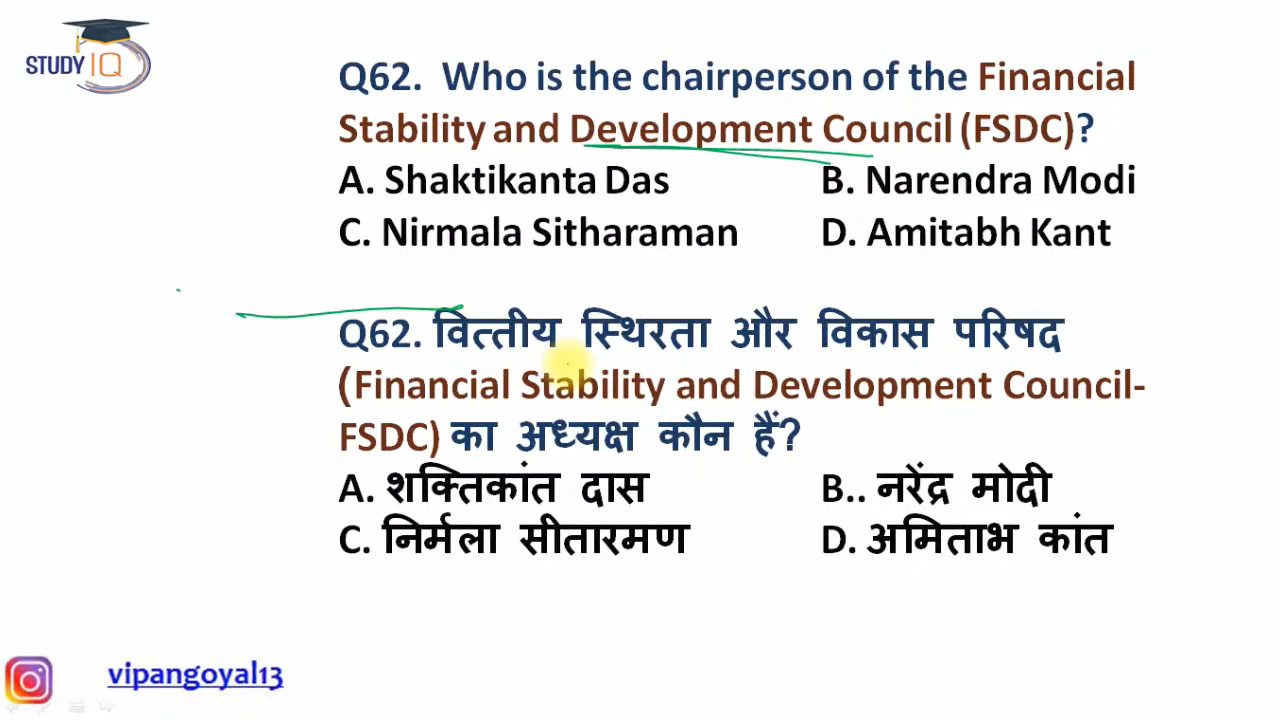 STUDY IQ
Q62. Who is the chairperson of the Financial
Stability and Development Council (FSDC)?
A. Shaktikanta Das B. Narendra Modi
C. Nirmala Sitharaman D. Amitabh Kant
Q62. वित्तीय स्थिरता और विकास परिषद
(Financial Stability and Development Council-
FSDC) का अध्यक्ष कौन हैं?
A. शक्तिकांत दास B.. नरेंद्र मोदी
C. निर्मला सीतारमण D. अमिताभ कांत
vipangoyal13